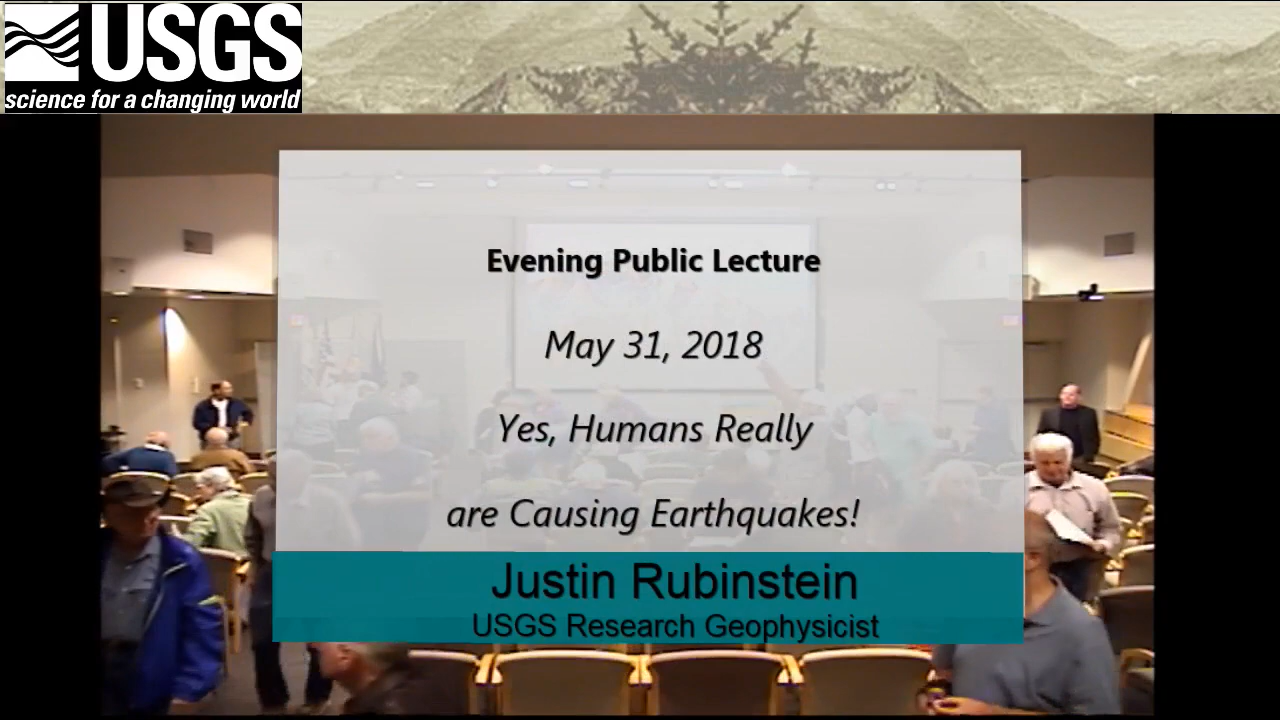 USGS
science for a changing world
Evening Public Lecture
May 31, 2018
Yes, Humans Really
are Causing Earthquakes!
Justin Rubinstein
USGS Research Geophysicist